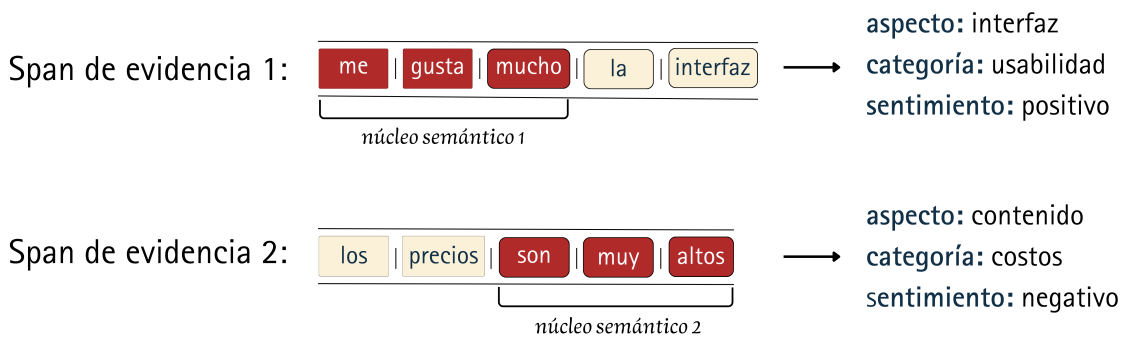 Span de evidencia 1:
me | gusta | mucho | la | interfaz
núcleo semántico 1
aspecto: interfaz
categoría: usabilidad
sentimiento: positivo
Span de evidencia 2:
los | precios | son | muy | altos
núcleo semántico 2
aspecto: contenido
categoría: costos
sentimiento: negativo